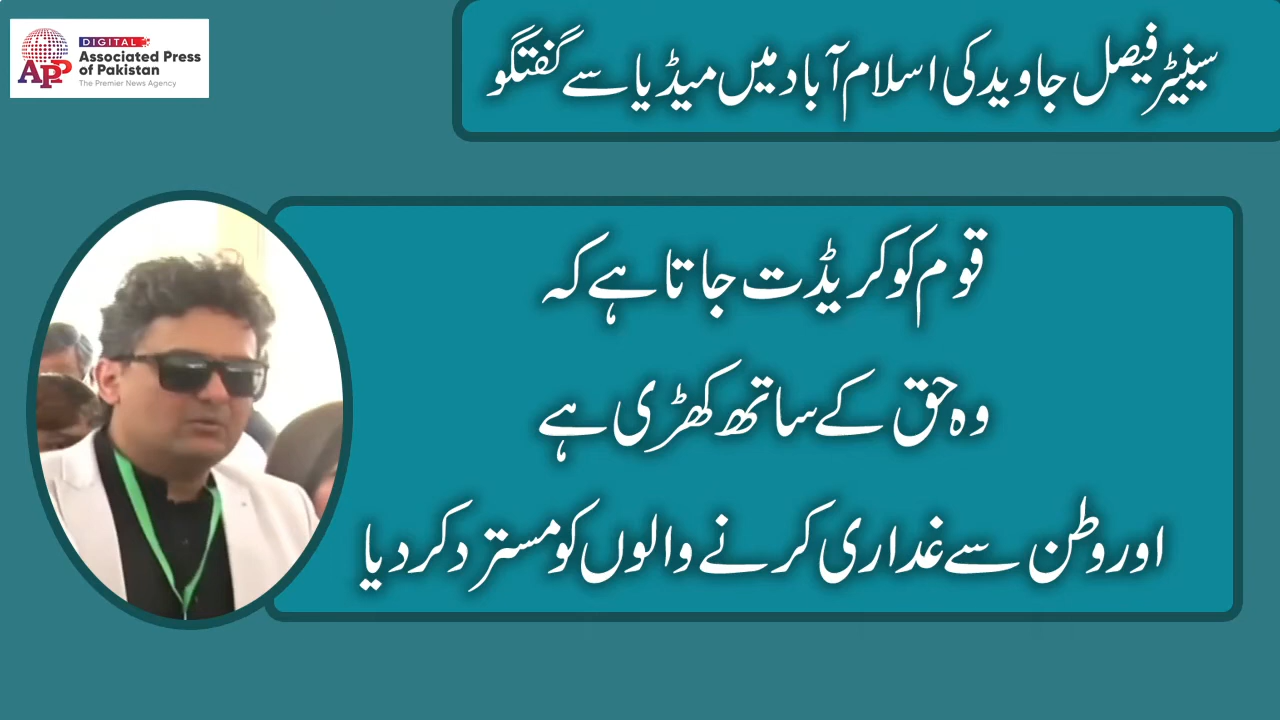 DIGITAL
Associated Press
of Pakistan
The Premier News Agency
APP
سینیٹر فیصل جاوید کی اسلام آباد میں میڈیا سے گفتگو
قوم کو کریڈت جاتا ہے کہ
وہ حق کے ساتھ کھڑی ہے
اور وطن سے غداری کرنے والوں کو مسترد کر دیا